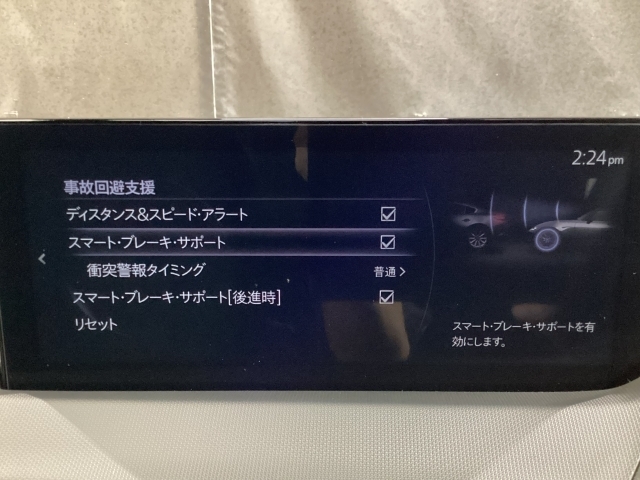 2:24pm
事故回避支援
ディスタンス&スピード・アラート
スマート・ブレーキ・サポート
衝突警報タイミング 普通
スマート・ブレーキ・サポート[後進時]
リセット
スマート・ブレーキ・サポートを有
効にします。